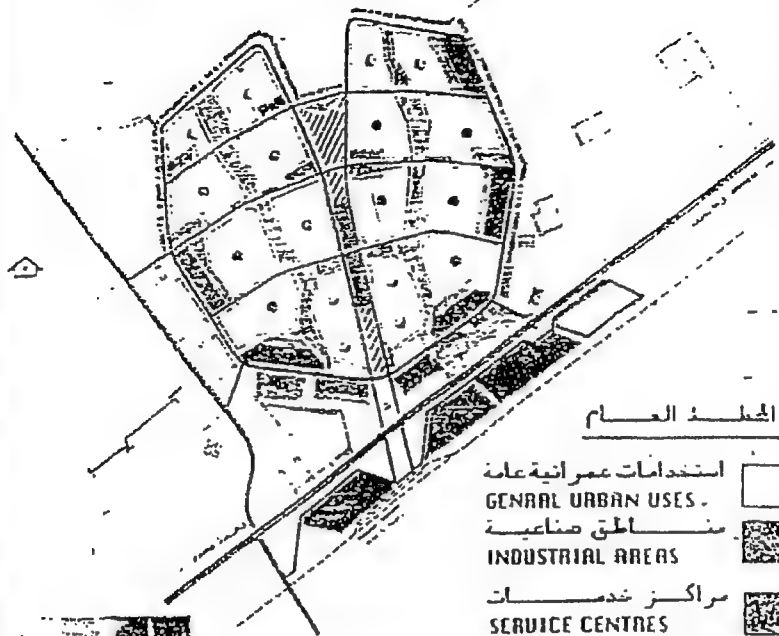 المخطط العام
استخدامات عمرانية عامة
GENRAL URBAN USES.
مناطق صناعية
INDUSTRIAL AREAS
مراكز خدمات
SERVICE CENTRES